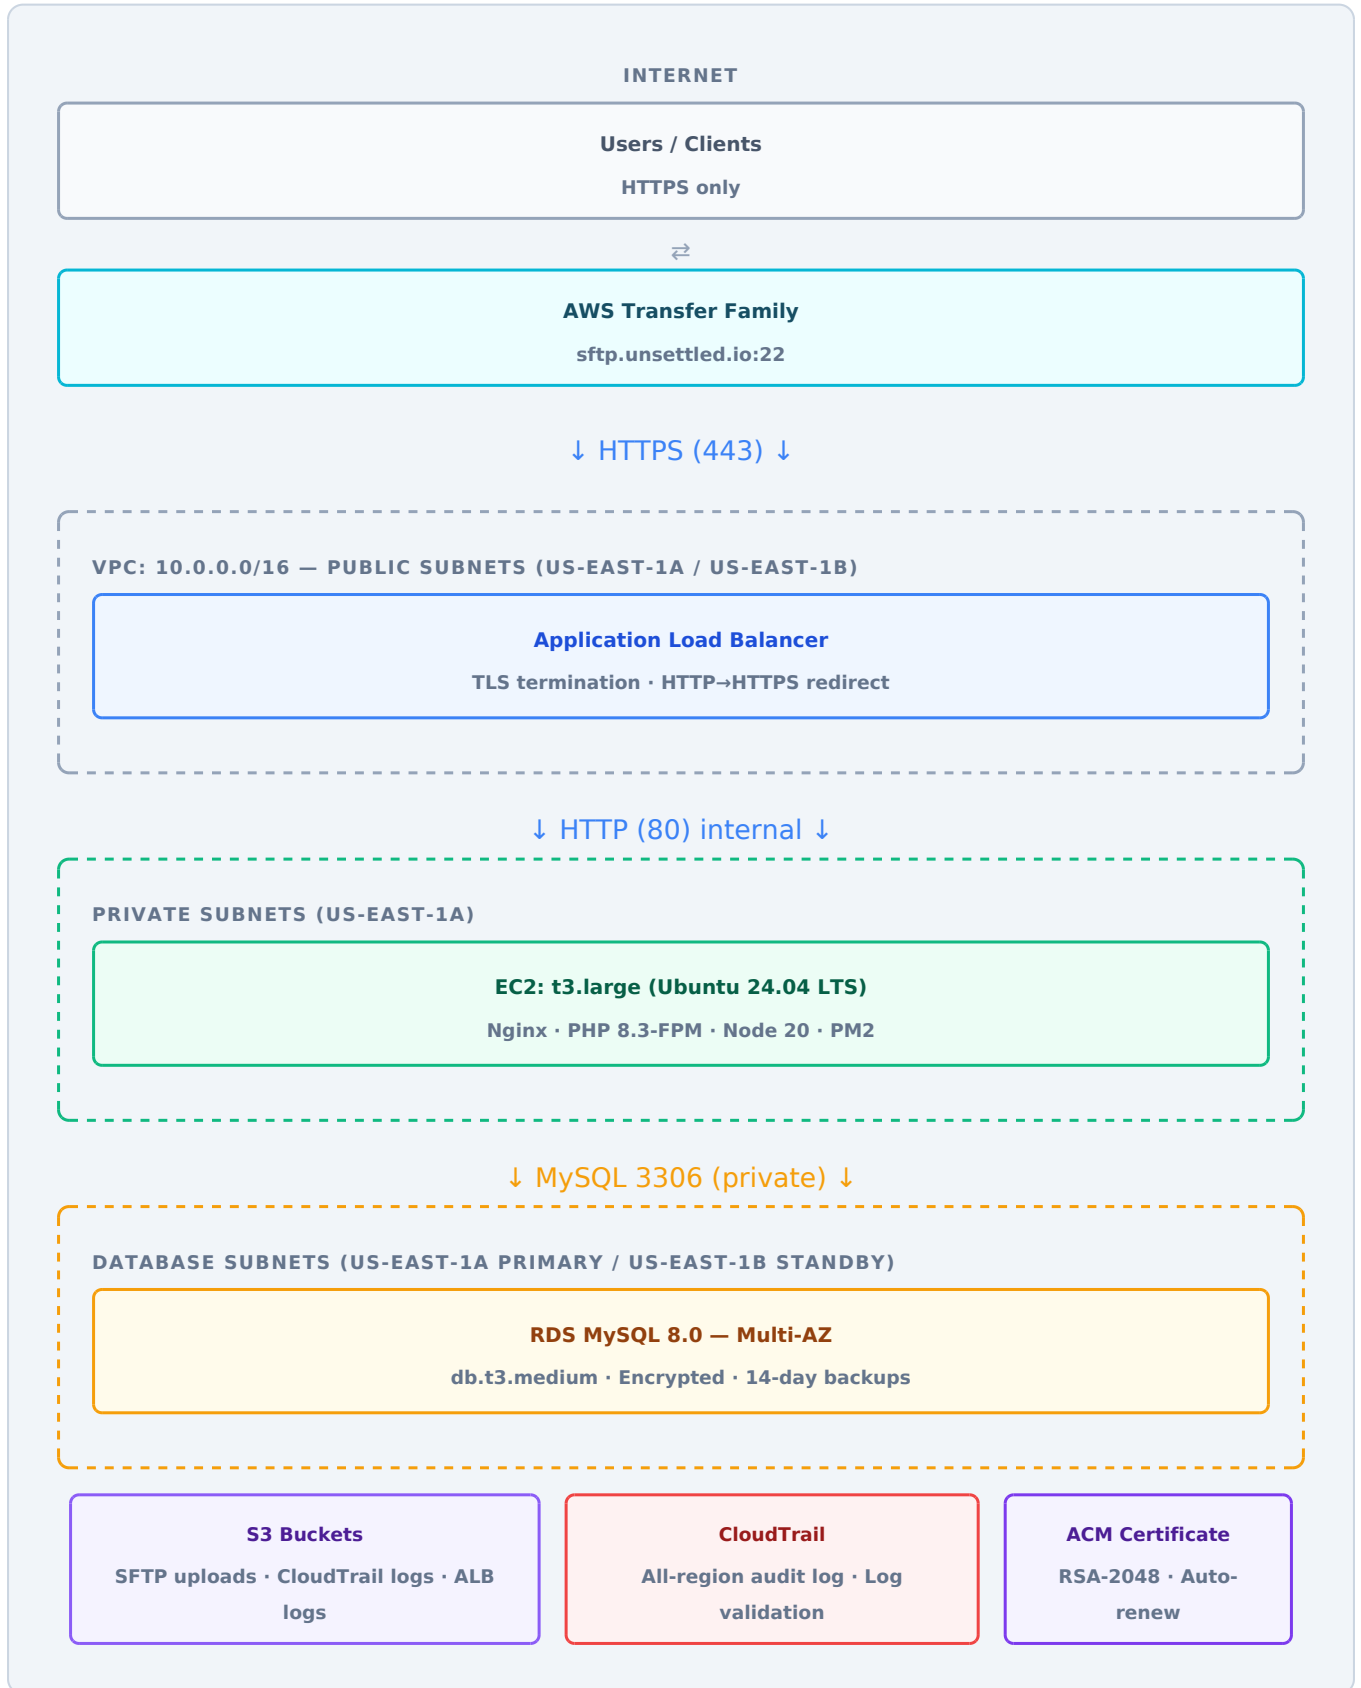 INTERNET
Users / Clients
HTTPS only
⇄
AWS Transfer Family
sftp.unsettled.io:22
↓ HTTPS (443) ↓
VPC: 10.0.0.0/16 — PUBLIC SUBNETS (US-EAST-1A / US-EAST-1B)
Application Load Balancer
TLS termination · HTTP→HTTPS redirect
↓ HTTP (80) internal ↓
PRIVATE SUBNETS (US-EAST-1A)
EC2: t3.large (Ubuntu 24.04 LTS)
Nginx · PHP 8.3-FPM · Node 20 · PM2
↓ MySQL 3306 (private) ↓
DATABASE SUBNETS (US-EAST-1A PRIMARY / US-EAST-1B STANDBY)
RDS MySQL 8.0 — Multi-AZ
db.t3.medium · Encrypted · 14-day backups
S3 Buckets
SFTP uploads · CloudTrail logs · ALB
logs
CloudTrail
All-region audit log · Log
validation
ACM Certificate
RSA-2048 · Auto-
renew